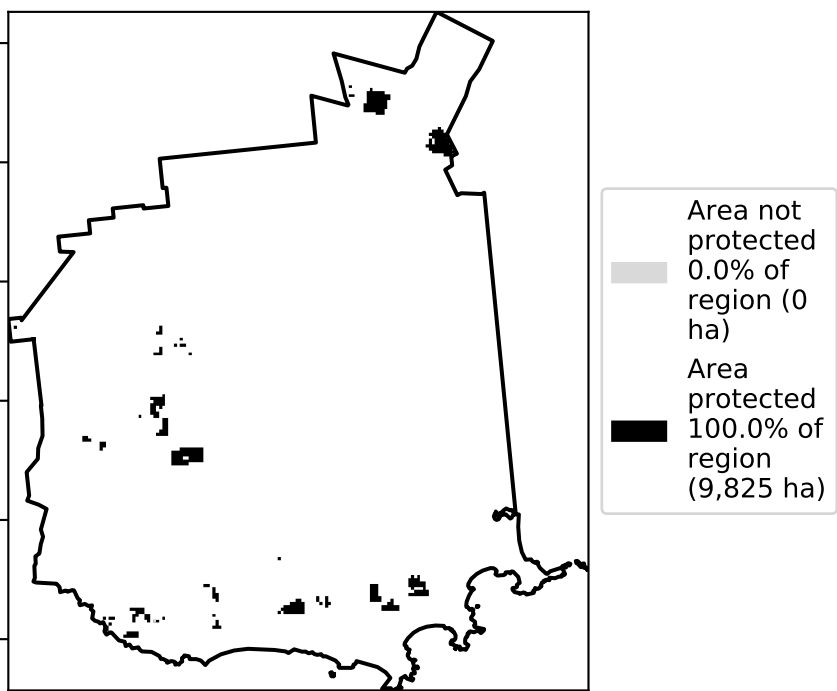 Area not
protected
0.0% of
region (0
ha)
Area
protected
100.0% of
region
(9,825 ha)